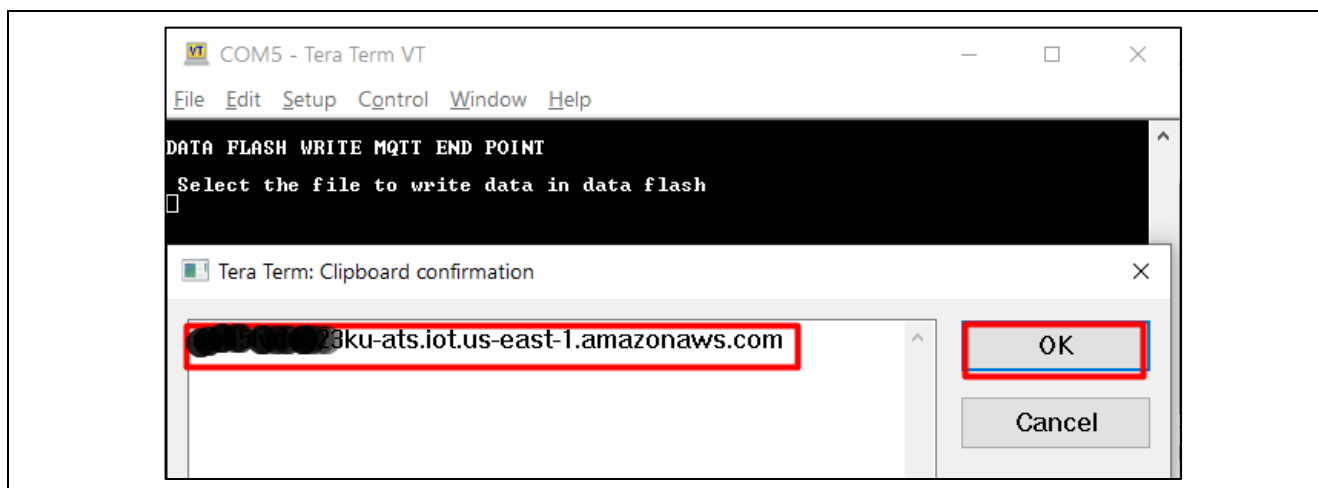 COM5 - Tera Term VT
File Edit Setup Control Window Help
DATA FLASH WRITE MQTT END POINT
Select the file to write data in data flash
Tera Term: Clipboard confirmation
3ku-ats.iot.us-east-1.amazonaws.com
OK
Cancel